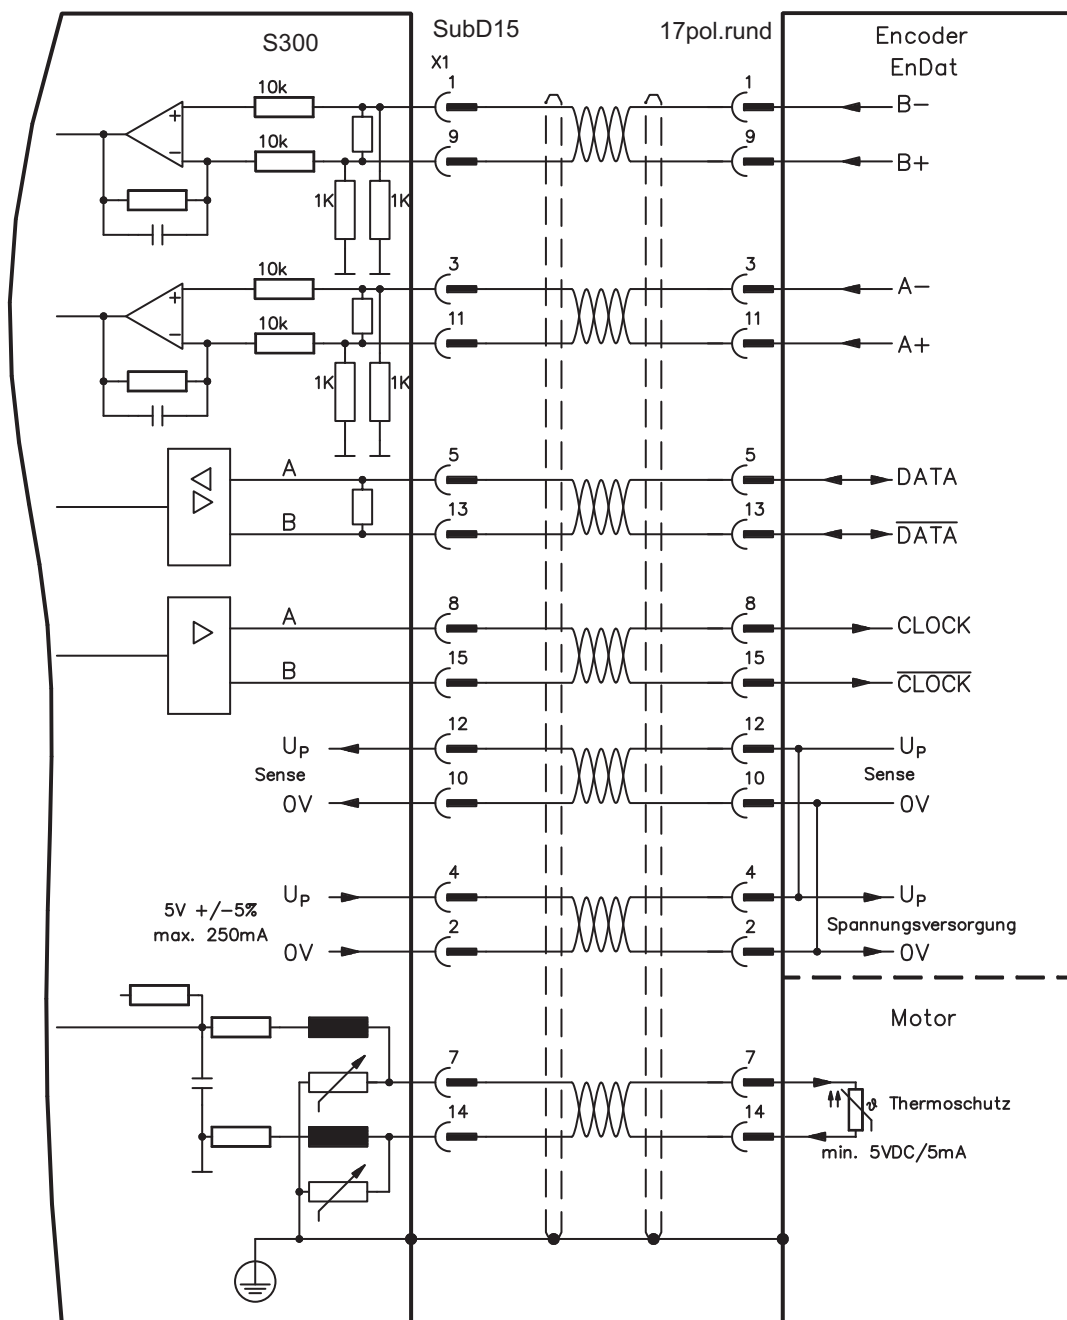 S300 SubD15 17pol.rund Encoder
EnDat
X1
10k 1 1 B−
10k 9 9 B+
1K 1K
10k 3 3 A−
10k 11 11 A+
1K 1K
A 5 5 DATA
B 13 13 DATA
A 8 8 CLOCK
B 15 15 CLOCK
UP 12 12 UP
Sense Sense
0V 10 10 0V
UP 4 4 UP
5V +/−5%
max. 250mA
Spannungsversorgung
0V 2 2 0V
Motor
7 7
14 14 ϑ Thermoschutz
min. 5VDC/5mA